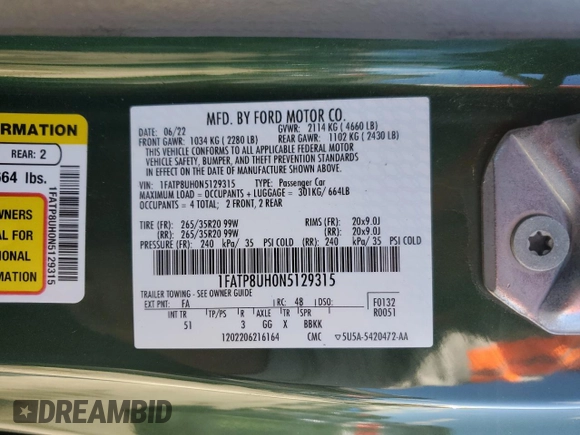 ORMATION
REAR: 2
664 lbs.
WNERS
AL FOR
IONAL
MATION
1FATP8UH0N5129315
MFD. BY FORD MOTOR CO.
DATE: 06/22 GVWR: 2114 KG (4660 LB)
FRONT GAWR: 1034 KG (2280 LB) REAR GAWR: 1102 KG (2430 LB)
THIS VEHICLE CONFORMS TO ALL APPLICABLE FEDERAL MOTOR
VEHICLE SAFETY, BUMPER, AND THEFT PREVENTION STANDARDS
IN EFFECT ON THE DATE OF MANUFACTURE SHOWN ABOVE.
VIN: 1FATP8UH0N5129315 TYPE: Passenger Car
MAXIMUM LOAD = OCCUPANTS + LUGGAGE = 301KG/ 664LB
OCCUPANTS = 4 TOTAL; 2 FRONT, 2 REAR
TIRE (FR): 265/35R20 99W RIMS (FR): 20x9.0J
(RR): 265/35R20 99W (RR): 20x9.0J
PRESSURE (FR): 240 kPa/ 35 PSI COLD (RR): 240 kPa/ 35 PSI COLD
1FATP8UH0N5129315
TRAILER TOWING - SEE OWNER GUIDE
EXT PNT: FA RC: 48 DSO: F0132
INT TR TP/PS R AXLE TR SPR R0051
51 3 GG X BBKK
1202206216164 CMC 5U5A-5420472-AA
DREAMBID